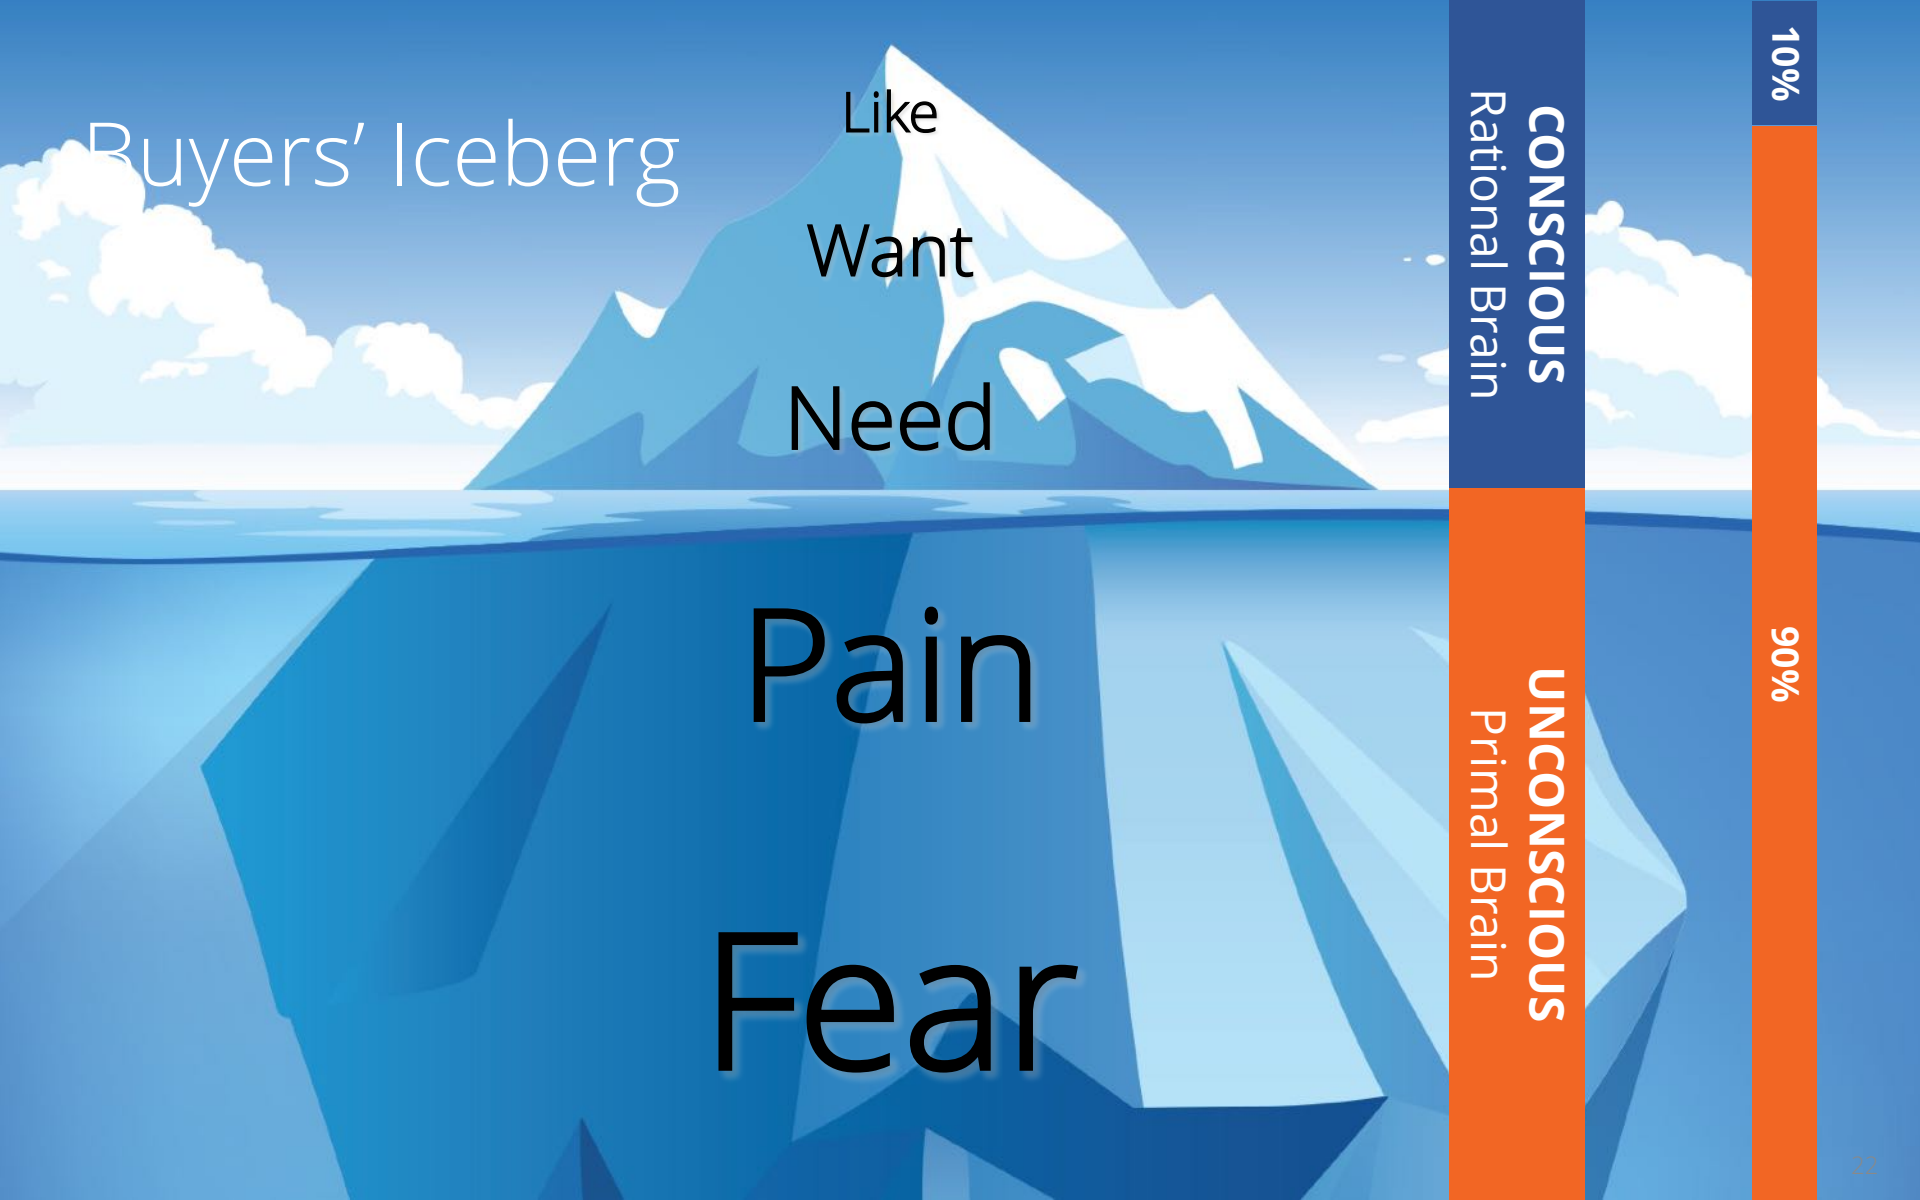 Buyers’ Iceberg
Like
Want
Need
Pain
Fear
CONSCIOUS
Rational Brain
UNCONSCIOUS
Primal Brain
10%
90%